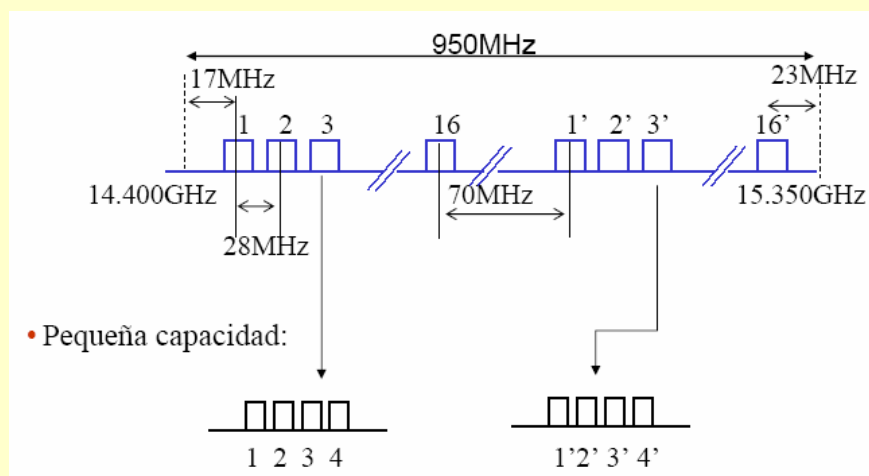 950MHz
17MHz
23MHz
1 2 3 16 1’ 2’ 3’ 16’
14.400GHz 70MHz 15.350GHz
28MHz
• Pequeña capacidad:
1 2 3 4 1’2’ 3’ 4’